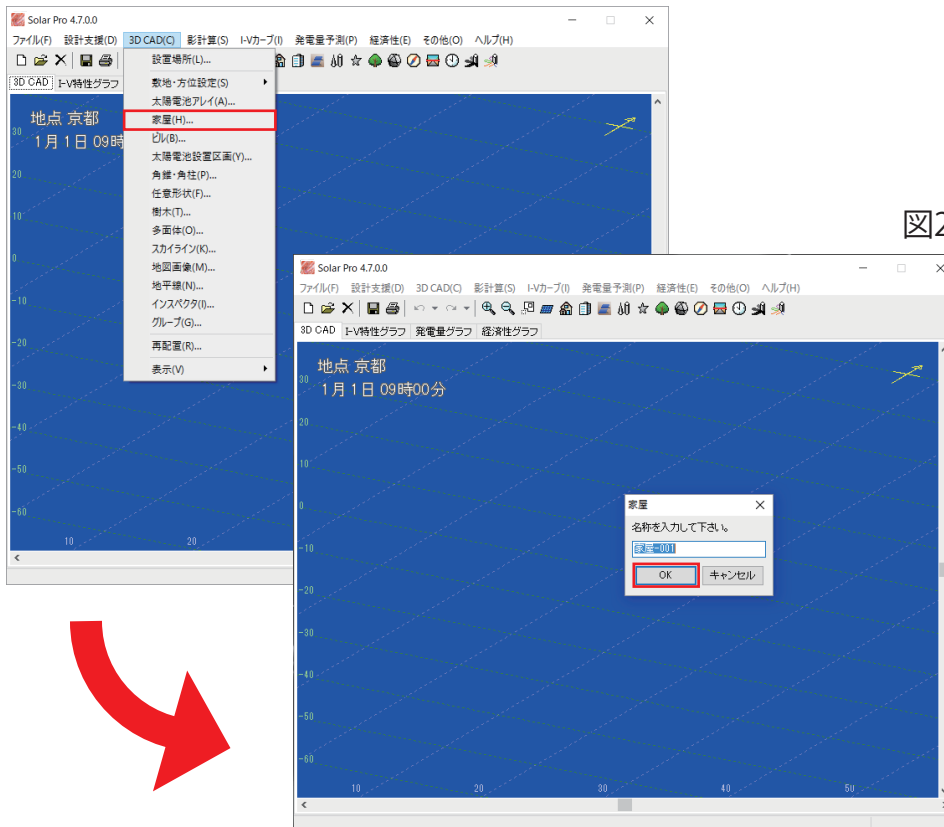 Solar Pro 4.7.0.0
ファイル(F) 設計支援(D) 3D CAD(C) 影計算(S) I-Vカーブ(I) 発電量予測(P) 経済性(E) その他(O) ヘルプ(H)
3D CAD I-V特性グラフ
設置場所(L)...
敷地・方位設定(S)
太陽電池アレイ(A)...
家屋(H)...
ビル(B)...
太陽電池設置区画(Y)...
角錐・角柱(P)...
任意形状(F)...
樹木(T)...
多面体(O)...
スカイライン(K)...
地図画像(M)...
地平線(N)...
インスペクタ(I)...
グループ(G)...
再配置(R)...
表示(V)
地点 京都
1月1日 09時
30
20
10
0
-10
-20
-30
-40
-50
-60
10 20
図2
Solar Pro 4.7.0.0
ファイル(F) 設計支援(D) 3D CAD(C) 影計算(S) I-Vカーブ(I) 発電量予測(P) 経済性(E) その他(O) ヘルプ(H)
3D CAD I-V特性グラフ 発電量グラフ 経済性グラフ
地点 京都
1月1日 09時00分
30
20
10
0
-10
-20
-30
-40
-50
-60
10 20 30 40 50
家屋
名称を入力して下さい。
家屋-001
OK キャンセル